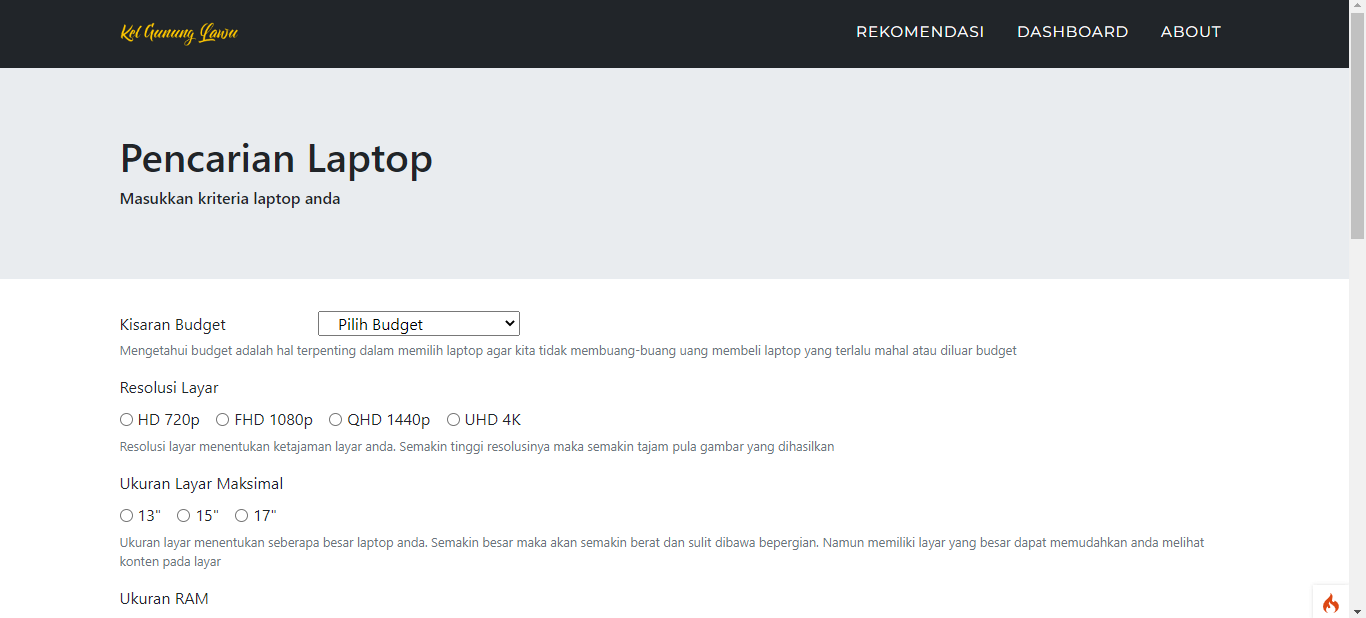 Kel Gunung Lawu
REKOMENDASI
DASHBOARD
ABOUT
Pencarian Laptop
Masukkan kriteria laptop anda
Kisaran Budget
Pilih Budget
Mengetahui budget adalah hal terpenting dalam memilih laptop agar kita tidak membuang-buang uang membeli laptop yang terlalu mahal atau diluar budget
Resolusi Layar
HD 720p
FHD 1080p
QHD 1440p
UHD 4K
Resolusi layar menentukan ketajaman layar anda. Semakin tinggi resolusinya maka semakin tajam pula gambar yang dihasilkan
Ukuran Layar Maksimal
13"
15"
17"
Ukuran layar menentukan seberapa besar laptop anda. Semakin besar maka akan semakin berat dan sulit dibawa bepergian. Namun memiliki layar yang besar dapat memudahkan anda melihat
konten pada layar
Ukuran RAM